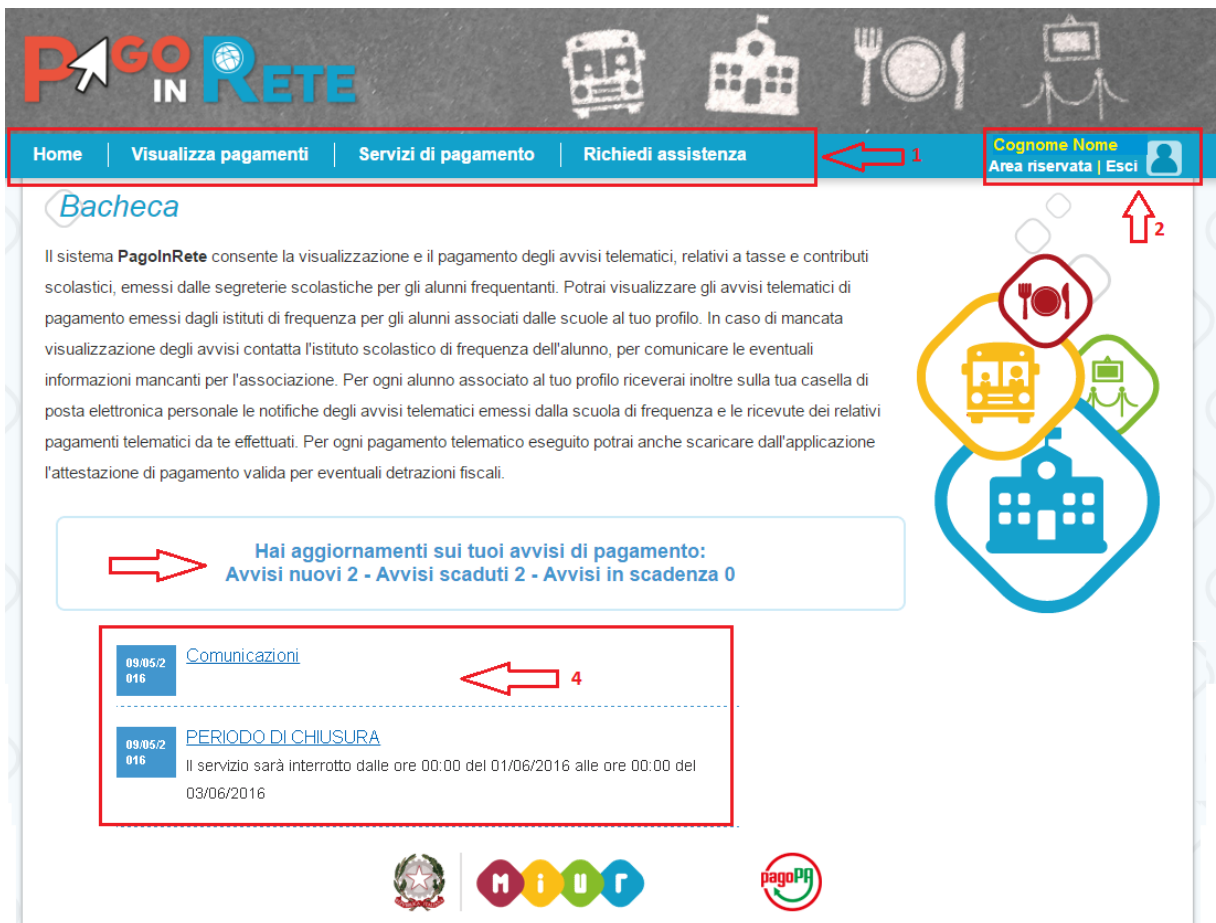 PAGO
IN RETE
Home Visualizza pagamenti Servizi di pagamento Richiedi assistenza 1
Cognome Nome
Area riservata | Esci
2
Bacheca
Il sistema PagoInRete consente la visualizzazione e il pagamento degli avvisi telematici, relativi a tasse e contributi
scolastici, emessi dalle segreterie scolastiche per gli alunni frequentanti. Potrai visualizzare gli avvisi telematici di
pagamento emessi dagli istituti di frequenza per gli alunni associati dalle scuole al tuo profilo. In caso di mancata
visualizzazione degli avvisi contatta l'istituto scolastico di frequenza dell'alunno, per comunicare le eventuali
informazioni mancanti per l'associazione. Per ogni alunno associato al tuo profilo riceverai inoltre sulla tua casella di
posta elettronica personale le notifiche degli avvisi telematici emessi dalla scuola di frequenza e le ricevute dei relativi
pagamenti telematici da te effettuati. Per ogni pagamento telematico eseguito potrai anche scaricare dall'applicazione
l'attestazione di pagamento valida per eventuali detrazioni fiscali.
Hai aggiornamenti sui tuoi avvisi di pagamento:
Avvisi nuovi 2 - Avvisi scaduti 2 - Avvisi in scadenza 0
09/05/2
016
Comunicazioni
4
09/05/2
016
PERIODO DI CHIUSURA
Il servizio sarà interrotto dalle ore 00:00 del 01/06/2016 alle ore 00:00 del
03/06/2016
miur
pagoPA